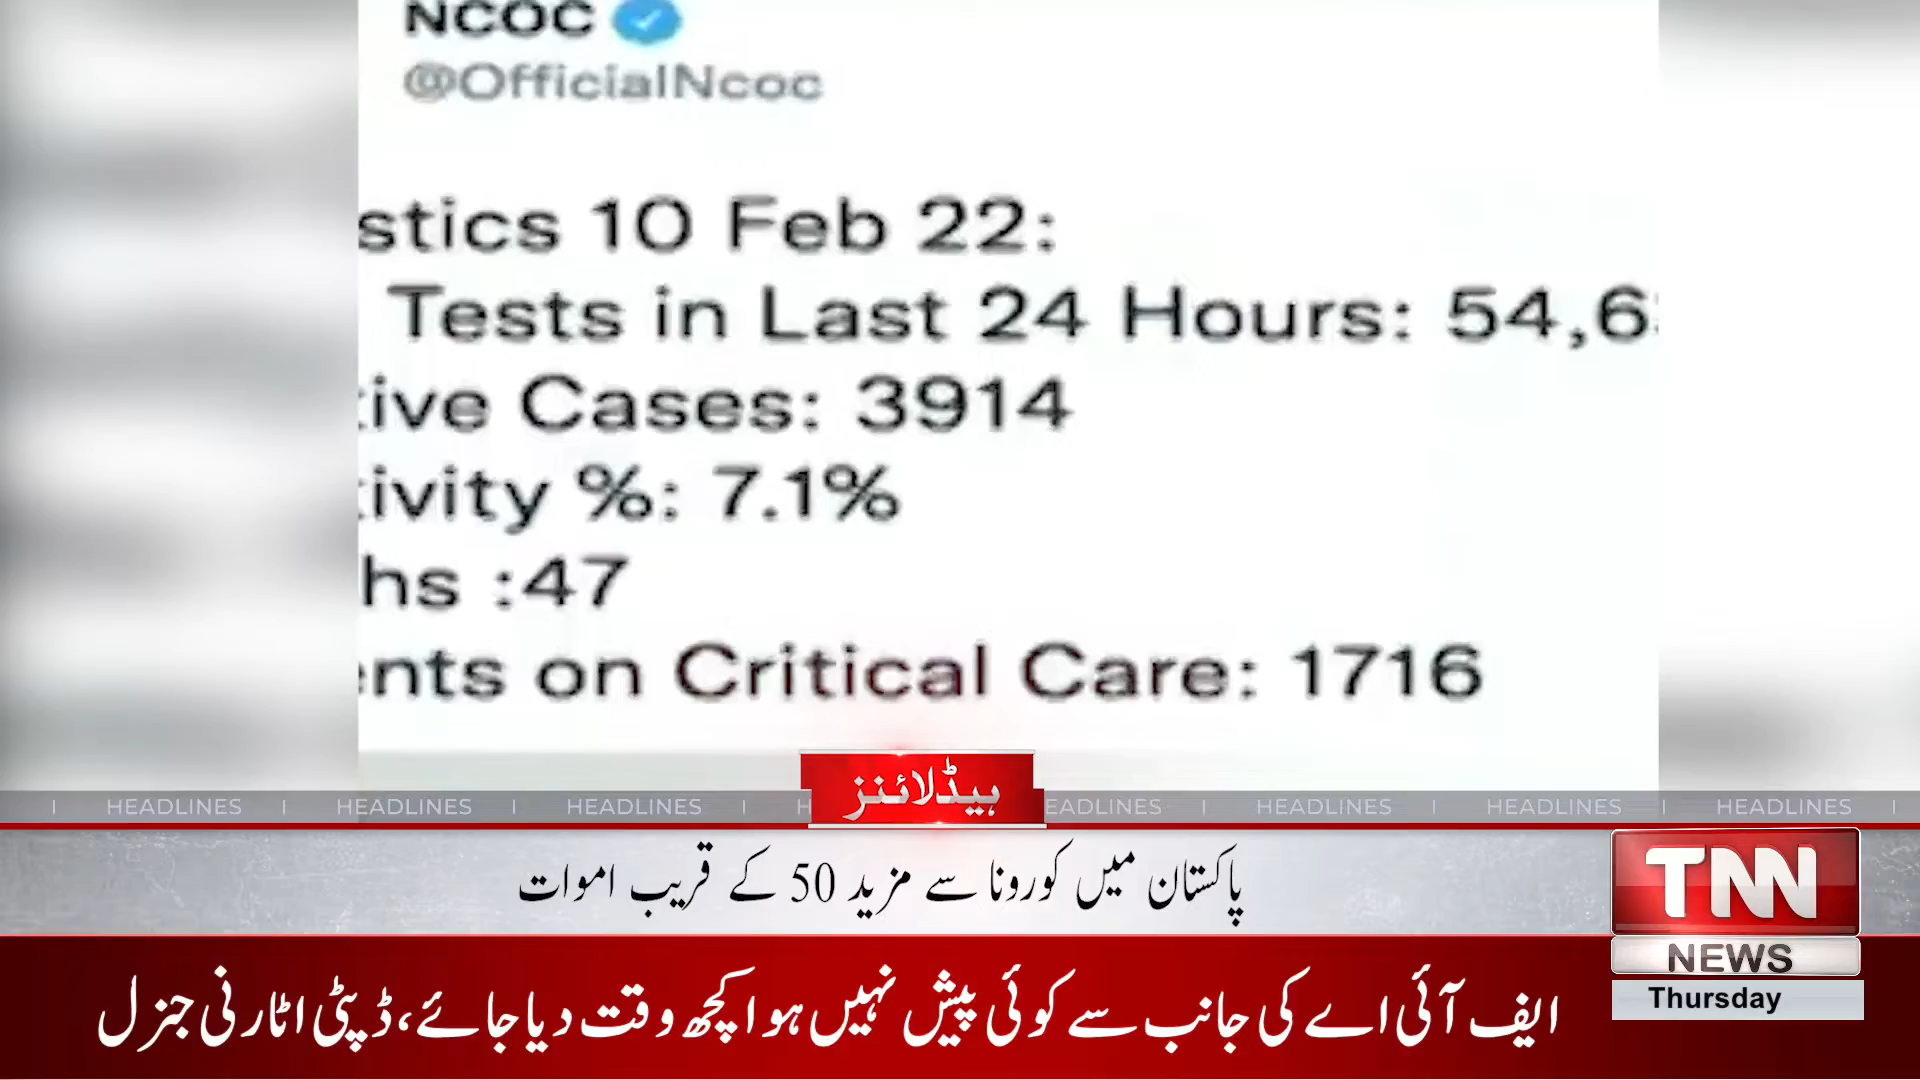 NCOC
@OfficialNcoc
stics 10 Feb 22:
Tests in Last 24 Hours: 54,6
tive Cases: 3914
tivity %: 7.1%
hs :47
ents on Critical Care: 1716
ہیڈلائنز
HEADLINES | HEADLINES | HEADLINES | H EADLINES | HEADLINES | HEADLINES | HEADLINES
پاکستان میں کورونا سے مزید 50 کے قریب اموات
TNN
NEWS
Thursday
ایف آئی اے کی جانب سے کوئی پیش نہیں ہوا کچھ وقت دیا جائے، ڈپٹی اٹارنی جنرل